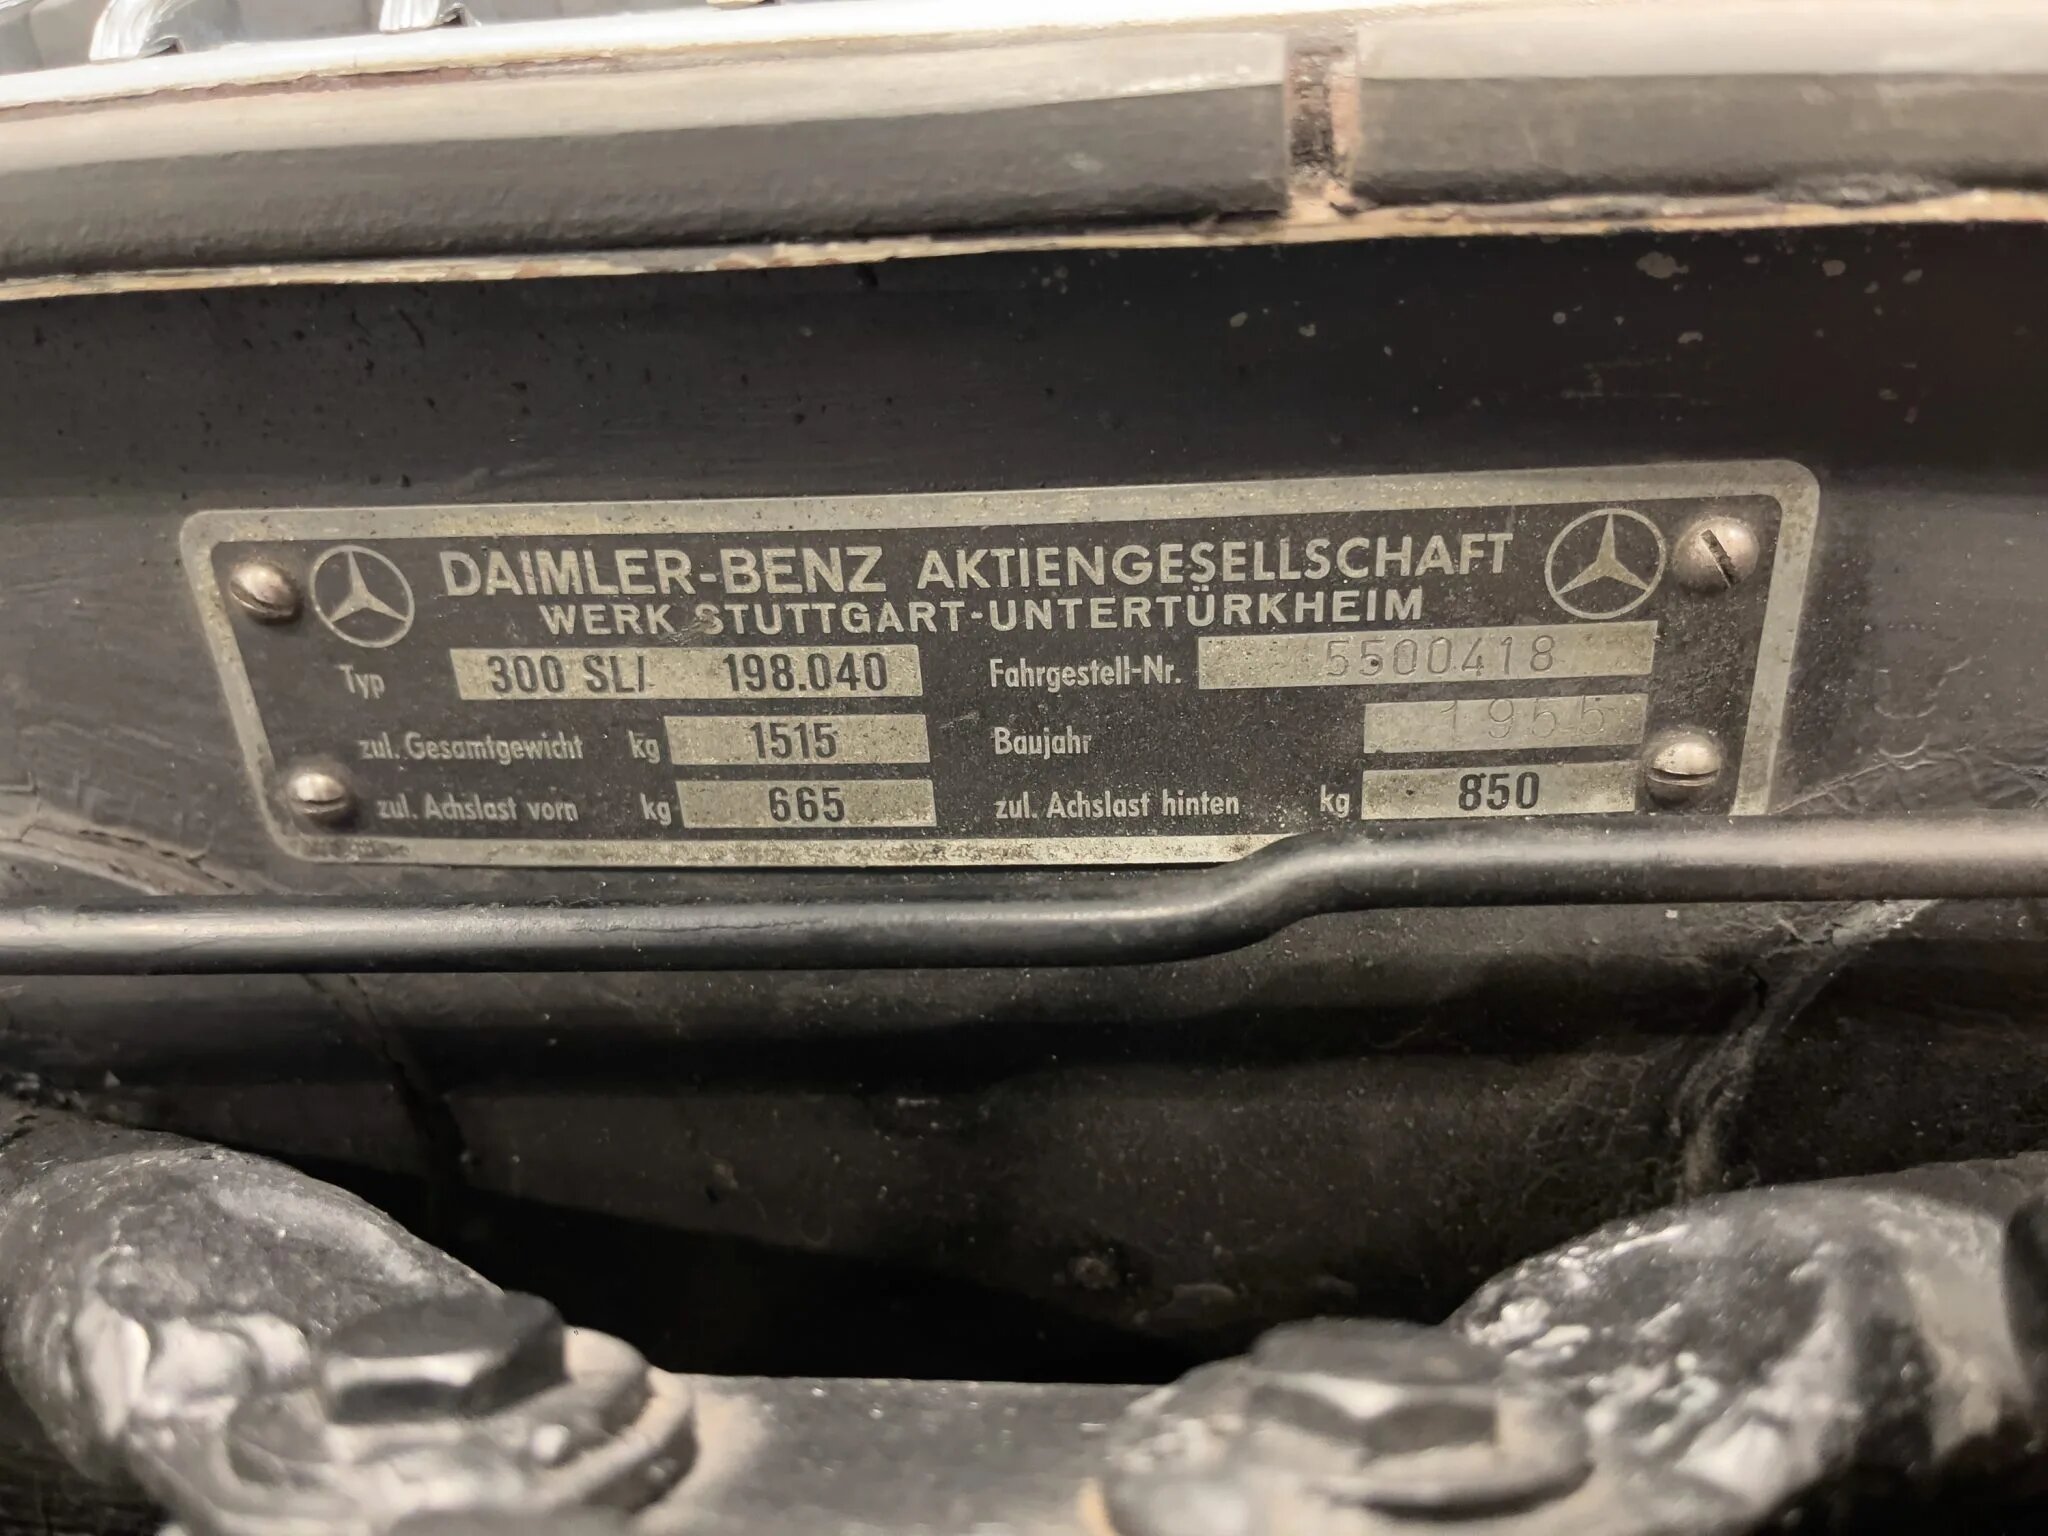 DAIMLER-BENZ AKTIENGESELLSCHAFT
WERK STUTTGART-UNTERTÜRKHEIM
Typ 300 SL/ 198.040 Fahrgestell-Nr. 5500418
zul. Gesamtgewicht kg 1515 Baujahr 1955
zul. Achslast vorn kg 665 zul. Achslast hinten kg 850